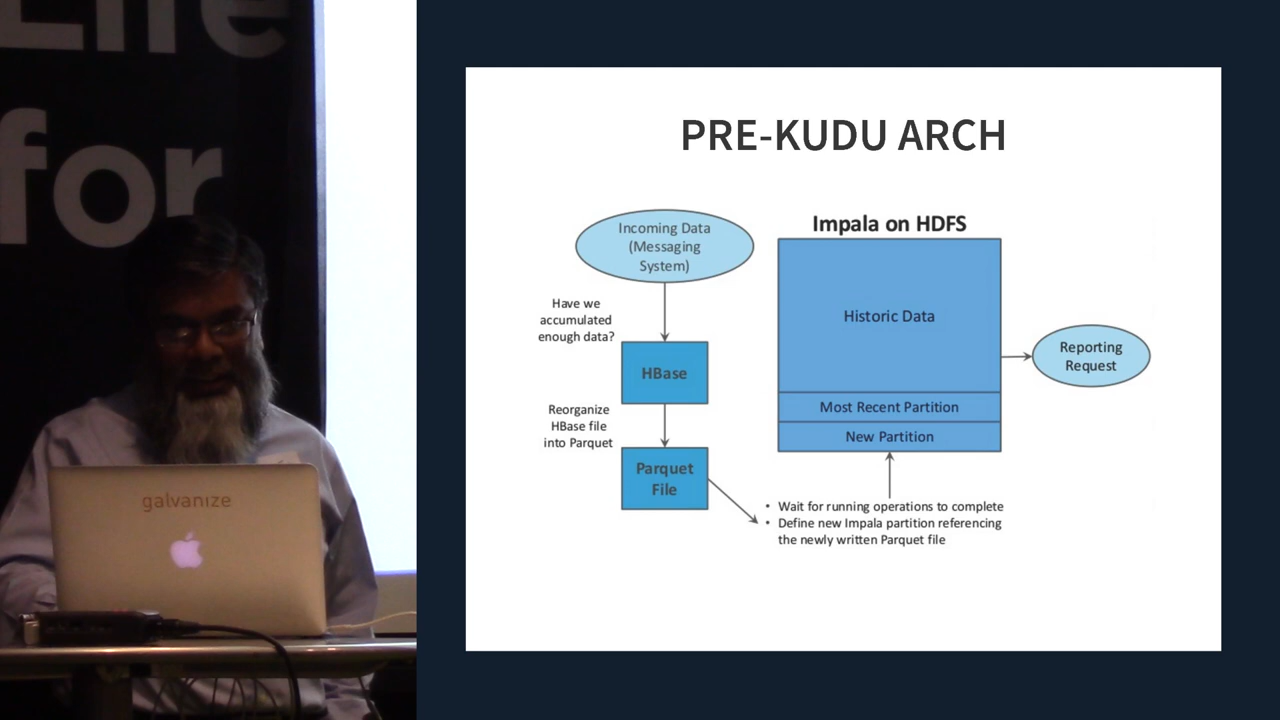 Life
for
galvanize
PRE-KUDU ARCH
Incoming Data
(Messaging
System)
Have we
accumulated
enough data?
HBase
Reorganize
HBase file
into Parquet
Parquet
File
Impala on HDFS
Historic Data
Most Recent Partition
New Partition
Reporting
Request
• Wait for running operations to complete
• Define new Impala partition referencing
the newly written Parquet file